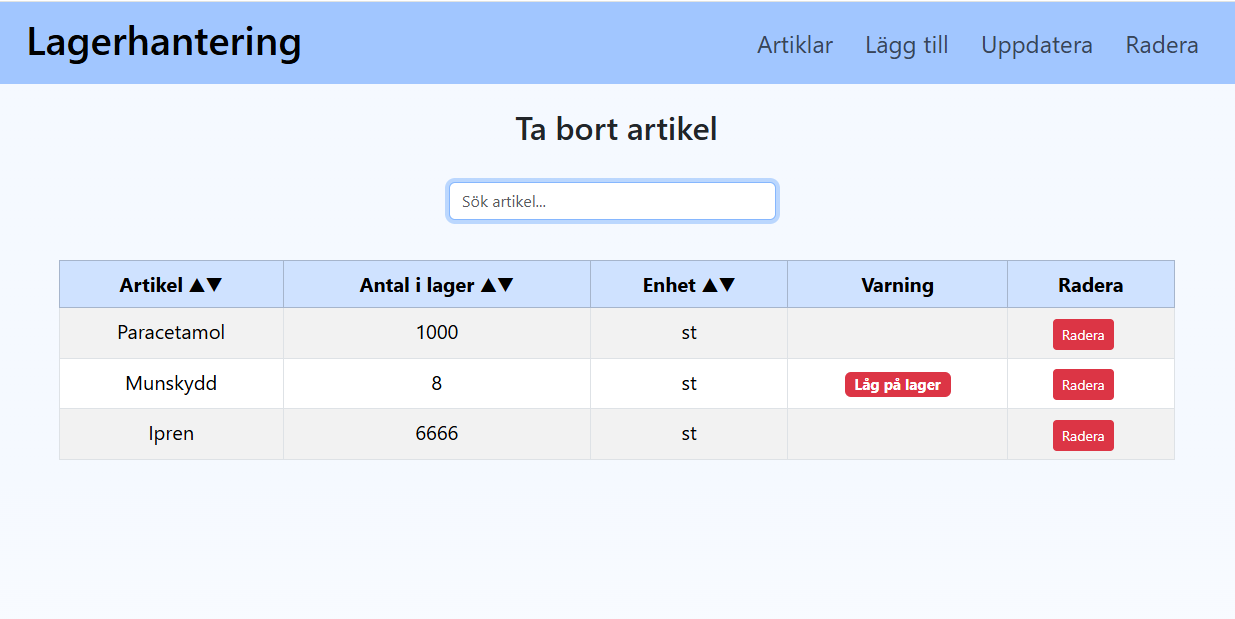 Lagerhantering Artiklar Lägg till Uppdatera Radera
Ta bort artikel
Sök artikel...
Artikel ▲▼ Antal i lager ▲▼ Enhet ▲▼ Varning Radera
Paracetamol 1000 st Radera
Munskydd 8 st Låg på lager Radera
Ipren 6666 st Radera